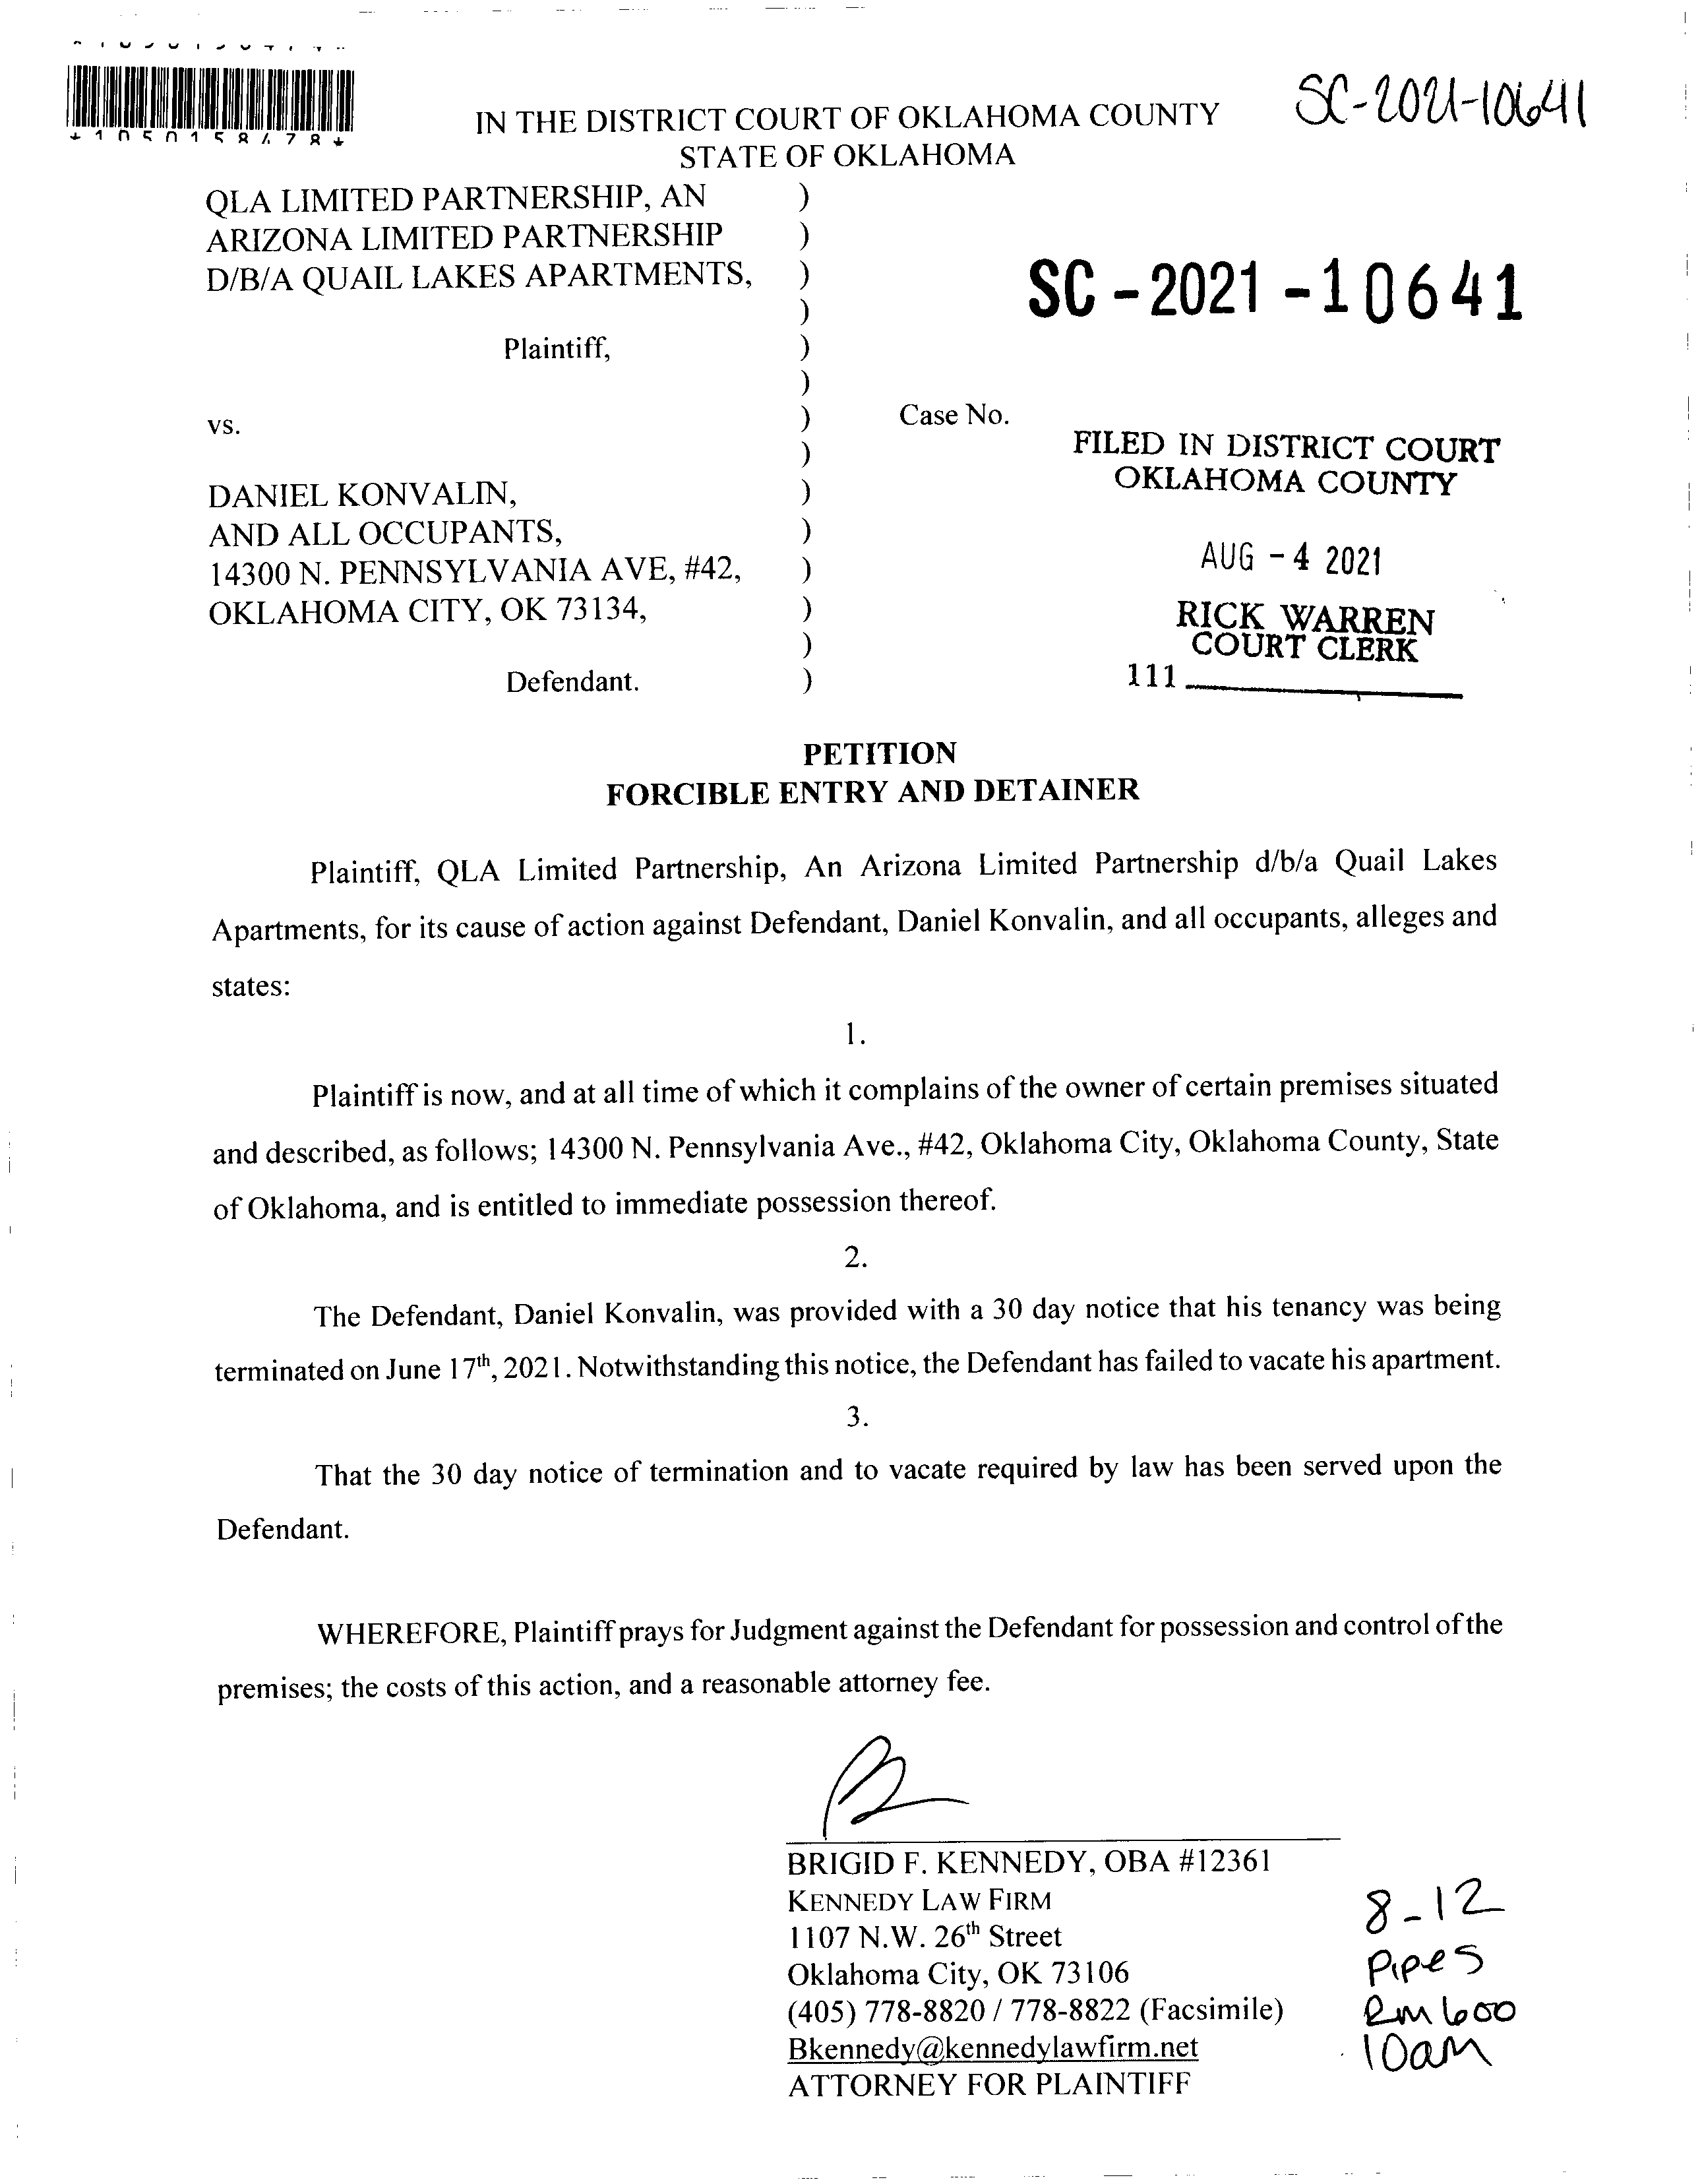 *1050158478*
SC-2021-10641
IN THE DISTRICT COURT OF OKLAHOMA COUNTY
STATE OF OKLAHOMA
QLA LIMITED PARTNERSHIP, AN )
ARIZONA LIMITED PARTNERSHIP )
D/B/A QUAIL LAKES APARTMENTS, )
)
Plaintiff, )
)
vs. )
)
DANIEL KONVALIN, )
AND ALL OCCUPANTS, )
14300 N. PENNSYLVANIA AVE, #42, )
OKLAHOMA CITY, OK 73134, )
)
Defendant. )
SC-2021-10641
Case No.
FILED IN DISTRICT COURT
OKLAHOMA COUNTY
AUG -4 2021
RICK WARREN
COURT CLERK
111
PETITION
FORCIBLE ENTRY AND DETAINER
Plaintiff, QLA Limited Partnership, An Arizona Limited Partnership d/b/a Quail Lakes
Apartments, for its cause of action against Defendant, Daniel Konvalin, and all occupants, alleges and
states:
1.
Plaintiff is now, and at all time of which it complains of the owner of certain premises situated
and described, as follows; 14300 N. Pennsylvania Ave., #42, Oklahoma City, Oklahoma County, State
of Oklahoma, and is entitled to immediate possession thereof.
2.
The Defendant, Daniel Konvalin, was provided with a 30 day notice that his tenancy was being
terminated on June 17th, 2021. Notwithstanding this notice, the Defendant has failed to vacate his apartment.
3.
That the 30 day notice of termination and to vacate required by law has been served upon the
Defendant.
WHEREFORE, Plaintiff prays for Judgment against the Defendant for possession and control of the
premises; the costs of this action, and a reasonable attorney fee.
BRIGID F. KENNEDY, OBA #12361
KENNEDY LAW FIRM
1107 N.W. 26th Street
Oklahoma City, OK 73106
(405) 778-8820 / 778-8822 (Facsimile)
Bkennedy@kennedylawfirm.net
ATTORNEY FOR PLAINTIFF
8-12
Pipes
Rm 600
10am